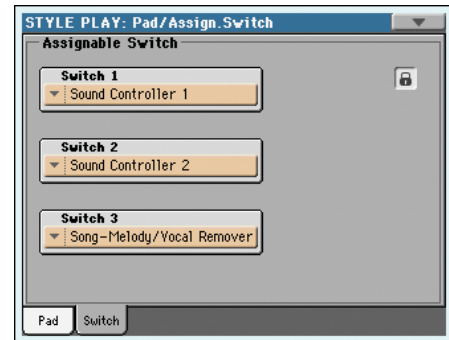 STYLE PLAY: Pad/Assign.Switch
Assignable Switch
Switch 1
Sound Controller 1
Switch 2
Sound Controller 2
Switch 3
Song-Melody/Vocal Remover
Pad Switch